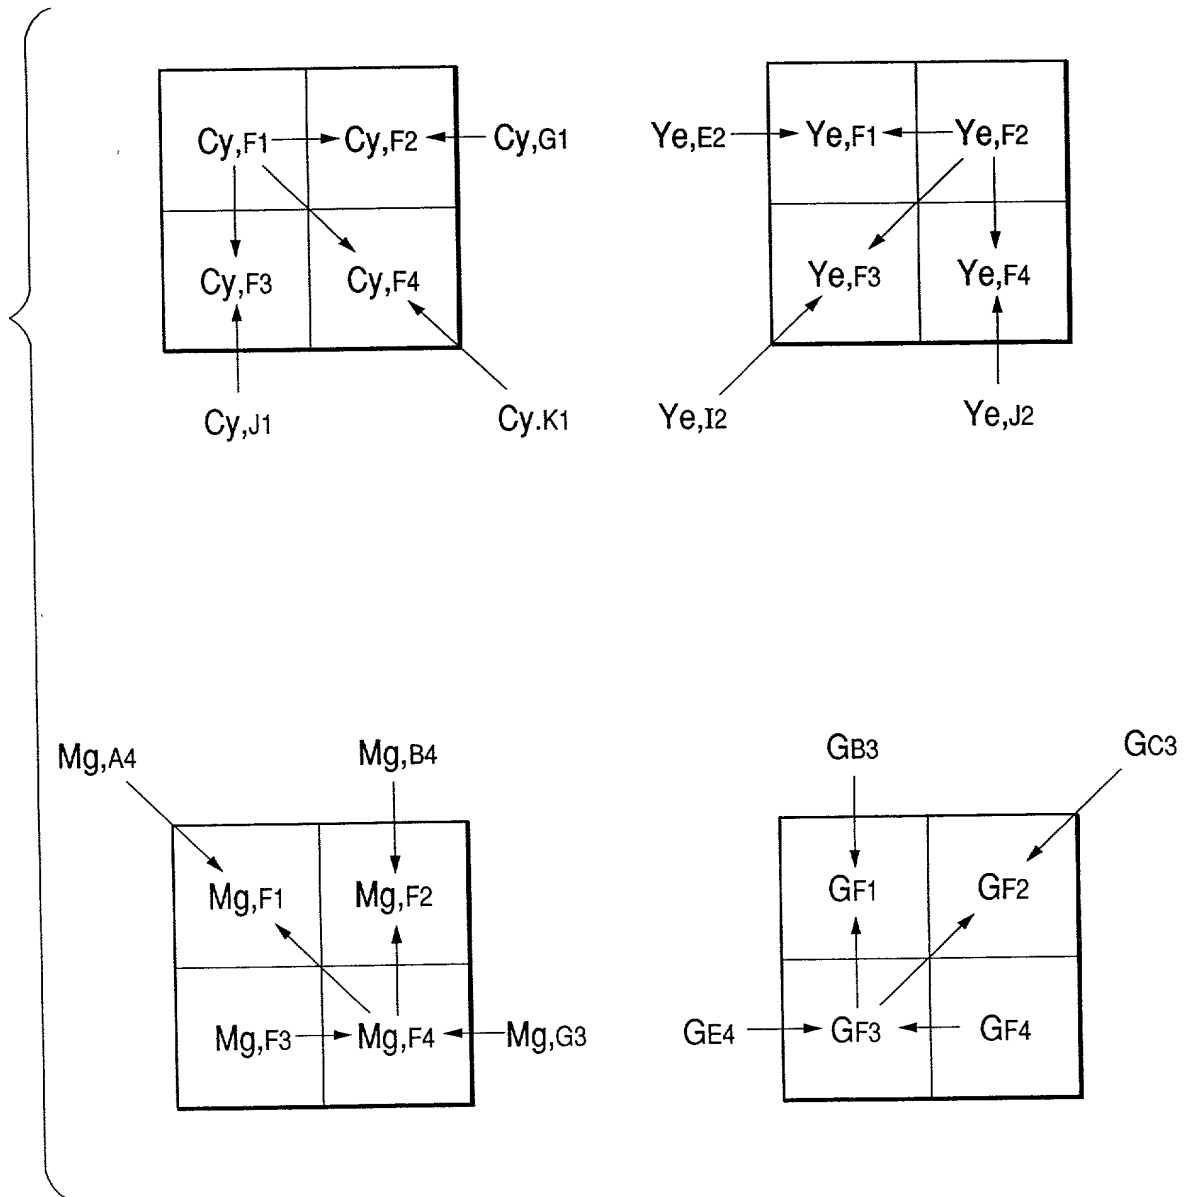 Cy,F1 Cy,F2 Cy,G1
Cy,F3 Cy,F4
Cy,J1 Cy.K1
Ye,E2 Ye,F1 Ye,F2
Ye,F3 Ye,F4
Ye,I2 Ye,J2
Mg,A4 Mg,B4
Mg,F1 Mg,F2
Mg,F3 Mg,F4 Mg,G3
GB3 GC3
GF1 GF2
GE4 GF3 GF4